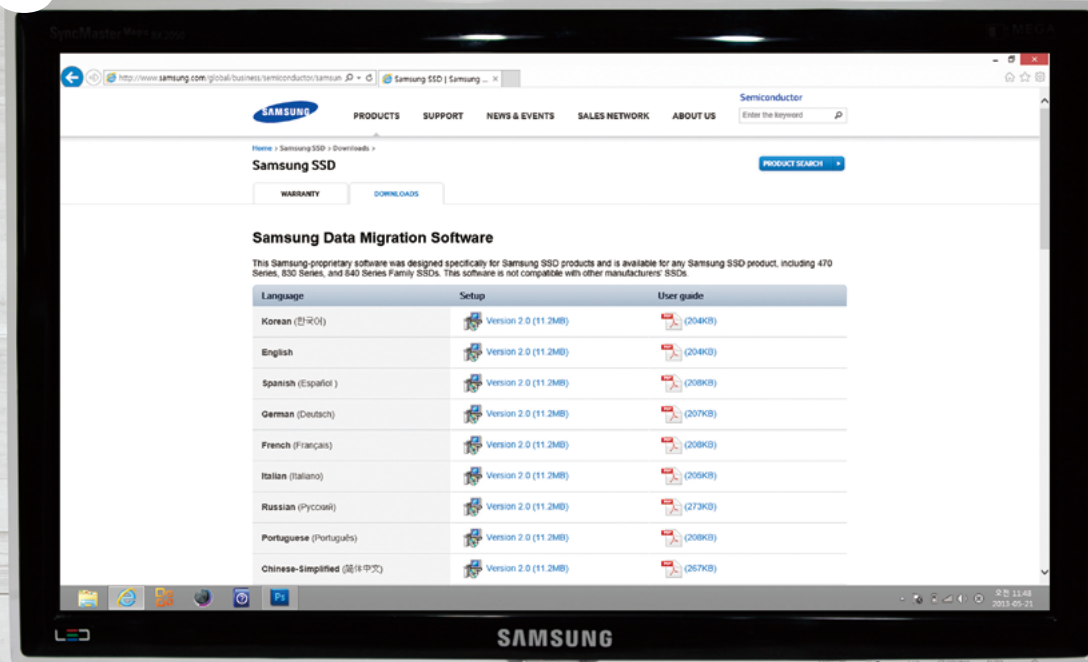 SyncMaster
http://www.samsung.com/global/business/semiconductor/samsun
Samsung SSD | Samsung ...
SAMSUNG
PRODUCTS
SUPPORT
NEWS & EVENTS
SALES NETWORK
ABOUT US
Semiconductor
Enter the keyword
Home > Samsung SSD > Downloads >
Samsung SSD
PRODUCT SEARCH
WARRANTY
DOWNLOADS
Samsung Data Migration Software
This Samsung-proprietary software was designed specifically for Samsung SSD products and is available for any Samsung SSD product, including 470
Series, 830 Series, and 840 Series Family SSDs. This software is not compatible with other manufacturers' SSDs.
Language Setup User guide
Korean (한국어) Version 2.0 (11.2MB) (204KB)
English Version 2.0 (11.2MB) (204KB)
Spanish (Español ) Version 2.0 (11.2MB) (208KB)
German (Deutsch) Version 2.0 (11.2MB) (207KB)
French (Français) Version 2.0 (11.2MB) (208KB)
Italian (Italiano) Version 2.0 (11.2MB) (205KB)
Russian (Русский) Version 2.0 (11.2MB) (273KB)
Portuguese (Português) Version 2.0 (11.2MB) (208KB)
Chinese-Simplified (简体中文) Version 2.0 (11.2MB) (267KB)
Ps
오전 11:48
2013-05-21
LED
SAMSUNG